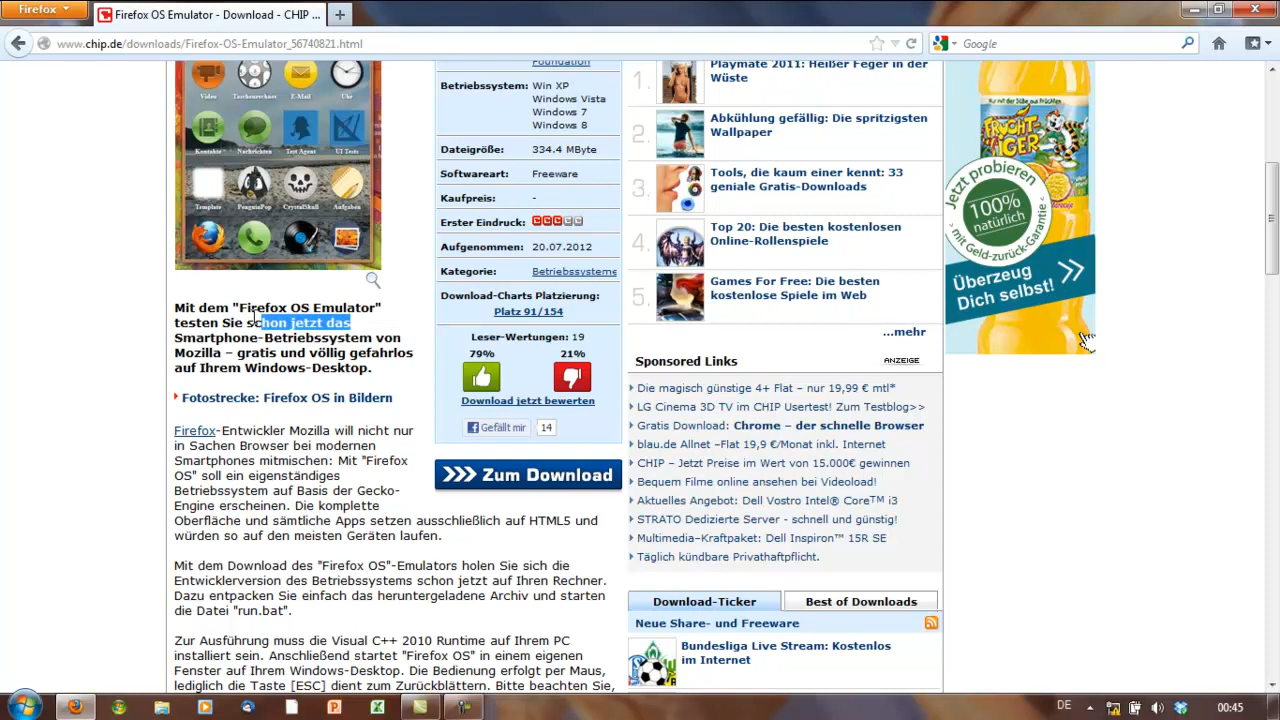 Firefox
Firefox OS Emulator - Download - CHIP ...
www.chip.de/downloads/Firefox-OS-Emulator_56740821.html
Google
Video
Taschenrechner
E-Mail
Uhr
Kontakte
Nachrichten
Test Agent
UI Tests
Template
PenguinPop
CrystalSkull
Aufgaben
Mit dem "Firefox OS Emulator"
testen Sie schon jetzt das
Smartphone-Betriebssystem von
Mozilla – gratis und völlig gefahrlos
auf Ihrem Windows-Desktop.
Fotostrecke: Firefox OS in Bildern
Firefox-Entwickler Mozilla will nicht nur
in Sachen Browser bei modernen
Smartphones mitmischen: Mit "Firefox
OS" soll ein eigenständiges
Betriebssystem auf Basis der Gecko-
Engine erscheinen. Die komplette
Oberfläche und sämtliche Apps setzen ausschließlich auf HTML5 und
würden so auf den meisten Geräten laufen.
Mit dem Download des "Firefox OS"-Emulators holen Sie sich die
Entwicklerversion des Betriebssystems schon jetzt auf Ihren Rechner.
Dazu entpacken Sie einfach das heruntergeladene Archiv und starten
die Datei "run.bat".
Zur Ausführung muss die Visual C++ 2010 Runtime auf Ihrem PC
installiert sein. Anschließend startet "Firefox OS" in einem eigenen
Fenster auf Ihrem Windows-Desktop. Die Bedienung erfolgt per Maus,
lediglich die Taste [ESC] dient zum Zurückblättern. Bitte beachten Sie,
Foundation
Betriebssystem: Win XP
Windows Vista
Windows 7
Windows 8
Dateigröße: 334.4 MByte
Softwareart: Freeware
Kaufpreis: -
Erster Eindruck:
Aufgenommen: 20.07.2012
Kategorie: Betriebssysteme
Download-Charts Platzierung:
Platz 91/154
Leser-Wertungen: 19
79% 21%
Download jetzt bewerten
Gefällt mir 14
Zum Download
1. Playmate 2011: Heißer Feger in der
Wüste
2. Abkühlung gefällig: Die spritzigsten
Wallpaper
3. Tools, die kaum einer kennt: 33
geniale Gratis-Downloads
4. Top 20: Die besten kostenlosen
Online-Rollenspiele
5. Games For Free: Die besten
kostenlose Spiele im Web
...mehr
Sponsored Links
ANZEIGE
Die magisch günstige 4+ Flat – nur 19,99 € mtl*
LG Cinema 3D TV im CHIP Usertest! Zum Testblog>>
Gratis Download: Chrome – der schnelle Browser
blau.de Allnet –Flat 19,9 €/Monat inkl. Internet
CHIP – Jetzt Preise im Wert von 15.000€ gewinnen
Bequem Filme online ansehen bei Videoload!
Aktuelles Angebot: Dell Vostro Intel® Core™ i3
STRATO Dedizierte Server - schnell und günstig!
Multimedia–Kraftpaket: Dell Inspiron™ 15R SE
Täglich kündbare Privathaftpflicht.
Download-Ticker
Best of Downloads
Neue Share- und Freeware
Bundesliga Live Stream: Kostenlos
im Internet
Nur mit der Süße aus Früchten
FRUCHT-
TIGER
Jetzt probieren
100%
natürlich
mit Geld-zurück-Garantie
Überzeug
Dich selbst!
DE
00:45